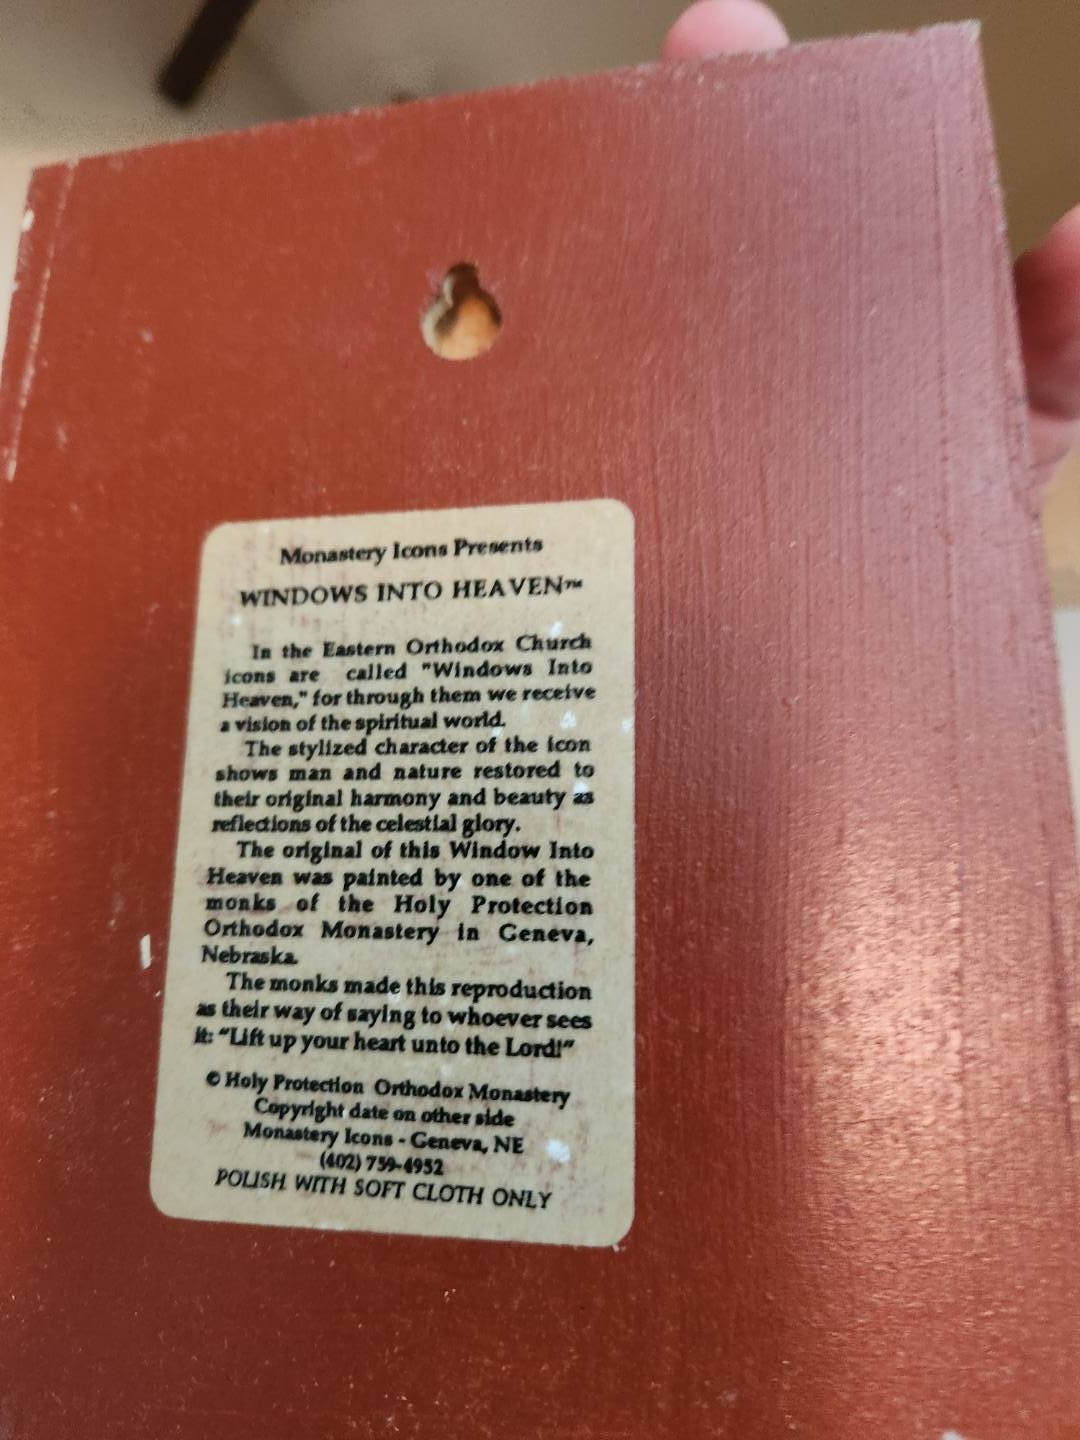 Monastery Icons Presents
WINDOWS INTO HEAVEN™
In the Eastern Orthodox Church
icons are called "Windows Into
Heaven," for through them we receive
a vision of the spiritual world.
The stylized character of the icon
shows man and nature restored to
their original harmony and beauty as
reflections of the celestial glory.
The original of this Window Into
Heaven was painted by one of the
monks of the Holy Protection
Orthodox Monastery in Geneva,
Nebraska.
The monks made this reproduction
as their way of saying to whoever sees
it: "Lift up your heart unto the Lord!"
© Holy Protection Orthodox Monastery
Copyright date on other side
Monastery Icons - Geneva, NE
(402) 759-4952
POLISH WITH SOFT CLOTH ONLY